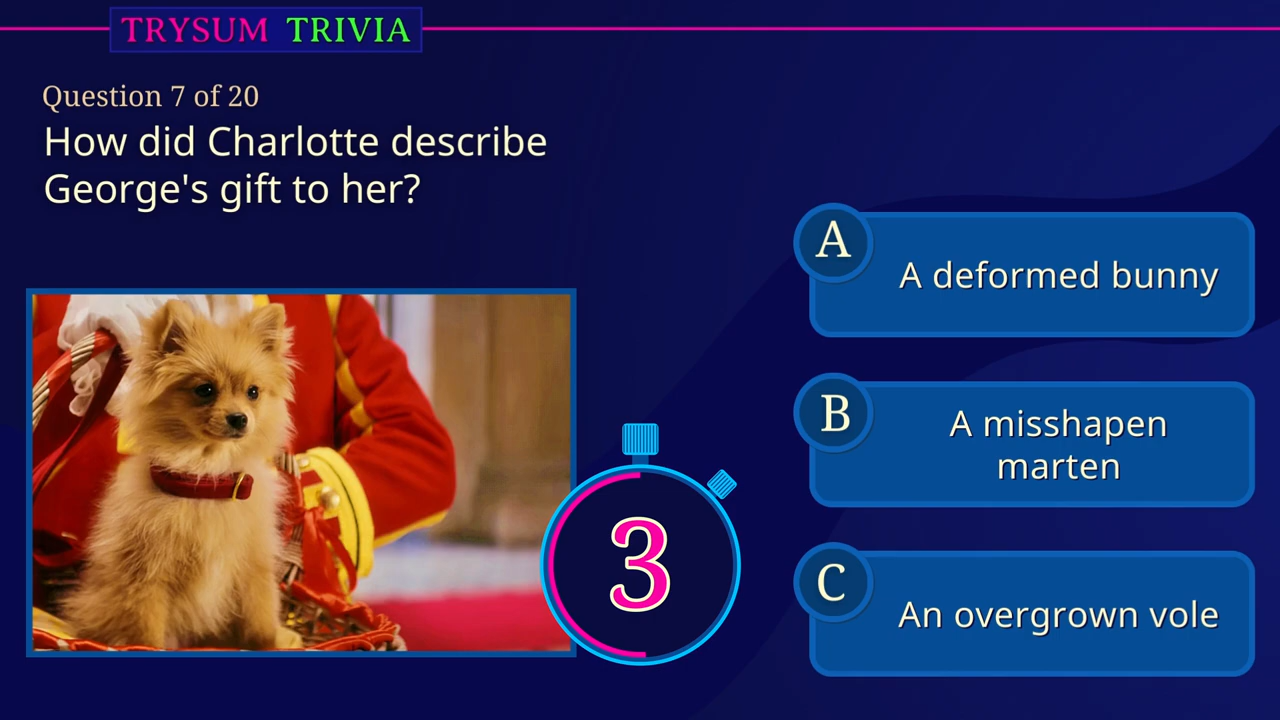 TRYSUM TRIVIA
Question 7 of 20
How did Charlotte describe
George's gift to her?
A
A deformed bunny
B
A misshapen
marten
3
C
An overgrown vole